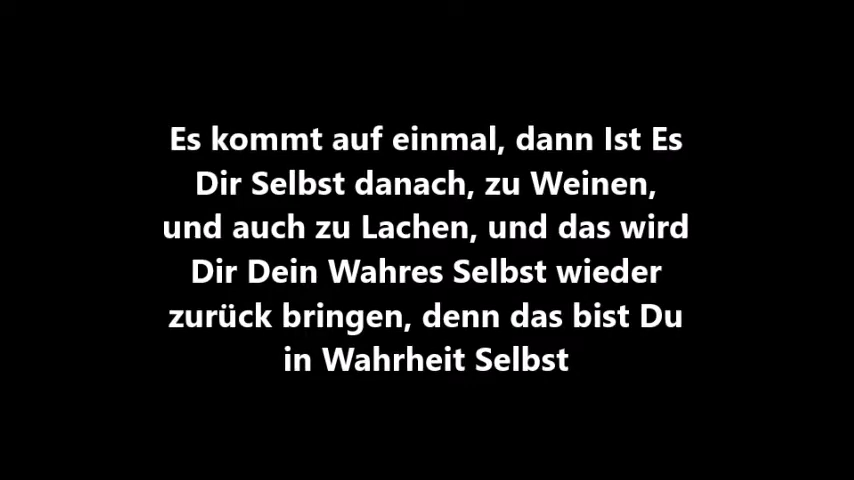 Es kommt auf einmal, dann Ist Es
Dir Selbst danach, zu Weinen,
und auch zu Lachen, und das wird
Dir Dein Wahres Selbst wieder
zurück bringen, denn das bist Du
in Wahrheit Selbst